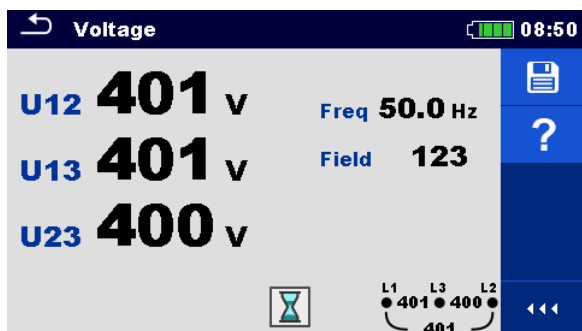 Voltage 08:50
U12 401 V
Freq 50.0 Hz
?
U13 401 V
Field 123
U23 400 V
L1 L3 L2
401 400
401